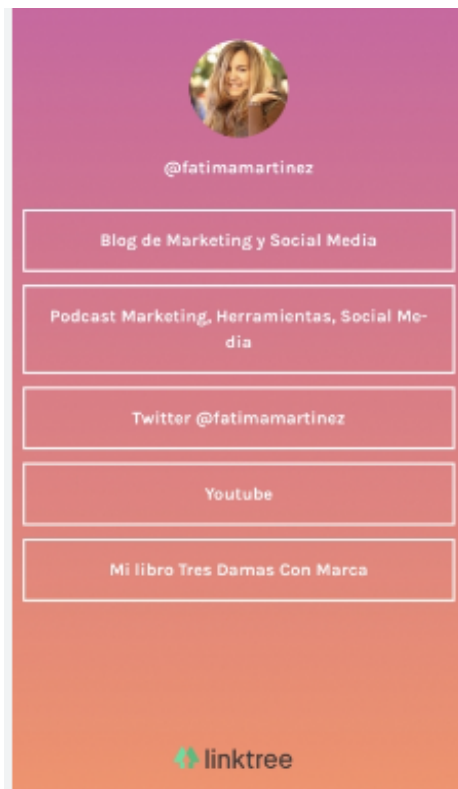 @fatimamartinez
Blog de Marketing y Social Media
Podcast Marketing, Herramientas, Social Me-
dia
Twitter @fatimamartinez
Youtube
Mi libro Tres Damas Con Marca
linktree